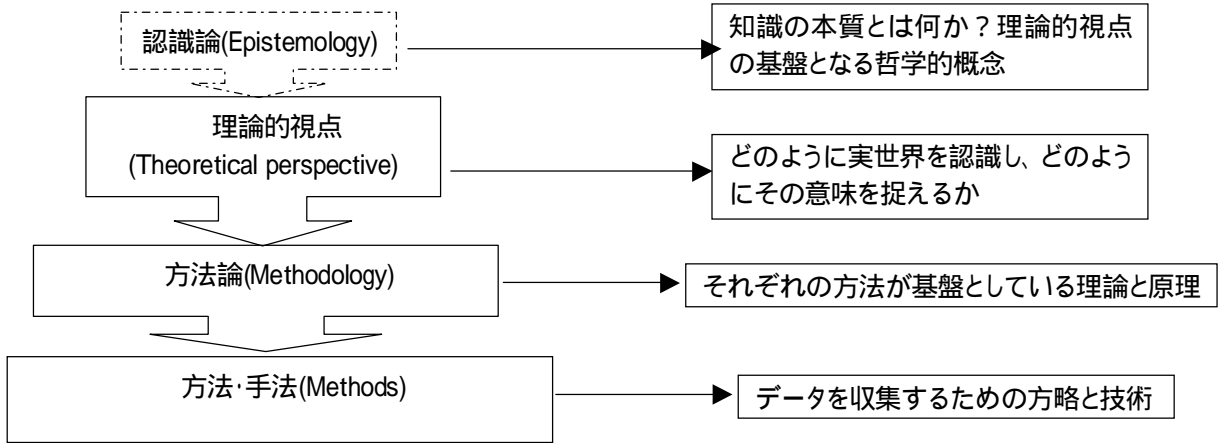 認識論(Epistemology)
知識の本質とは何か？理論的視点
の基盤となる哲学的概念
理論的視点
(Theoretical perspective)
どのように実世界を認識し、どのよう
にその意味を捉えるか
方法論(Methodology)
それぞれの方法が基盤としている理論と原理
方法･手法(Methods)
データを収集するための方略と技術